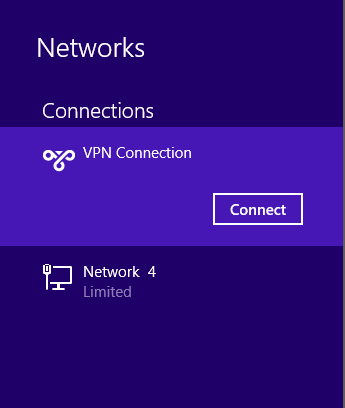 Networks
Connections
VPN Connection
Connect
Network 4
Limited